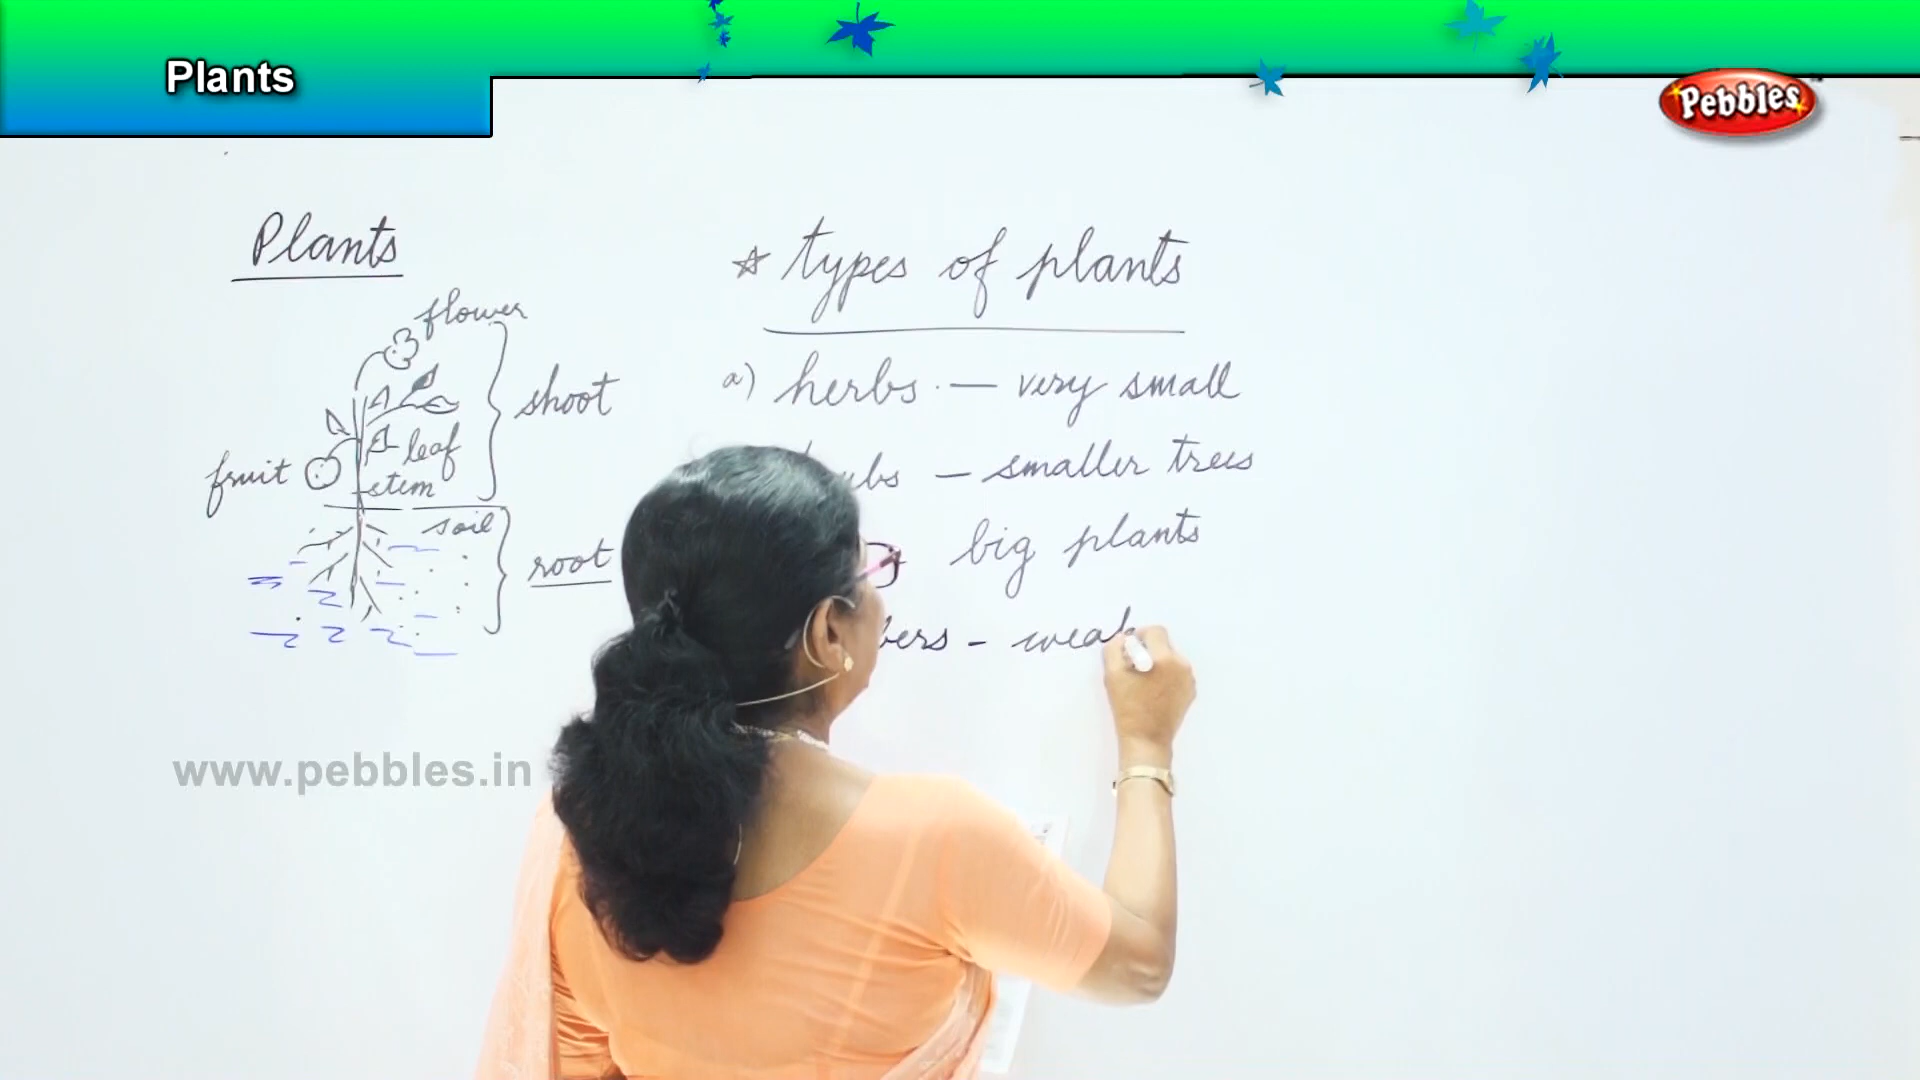 Plants
Pebbles
Plants
flower
shoot
leaf
fruit
stem
soil
root
www.pebbles.in
☆ types of plants
a) herbs. — very small
— smaller trees
big plants
bers - weak